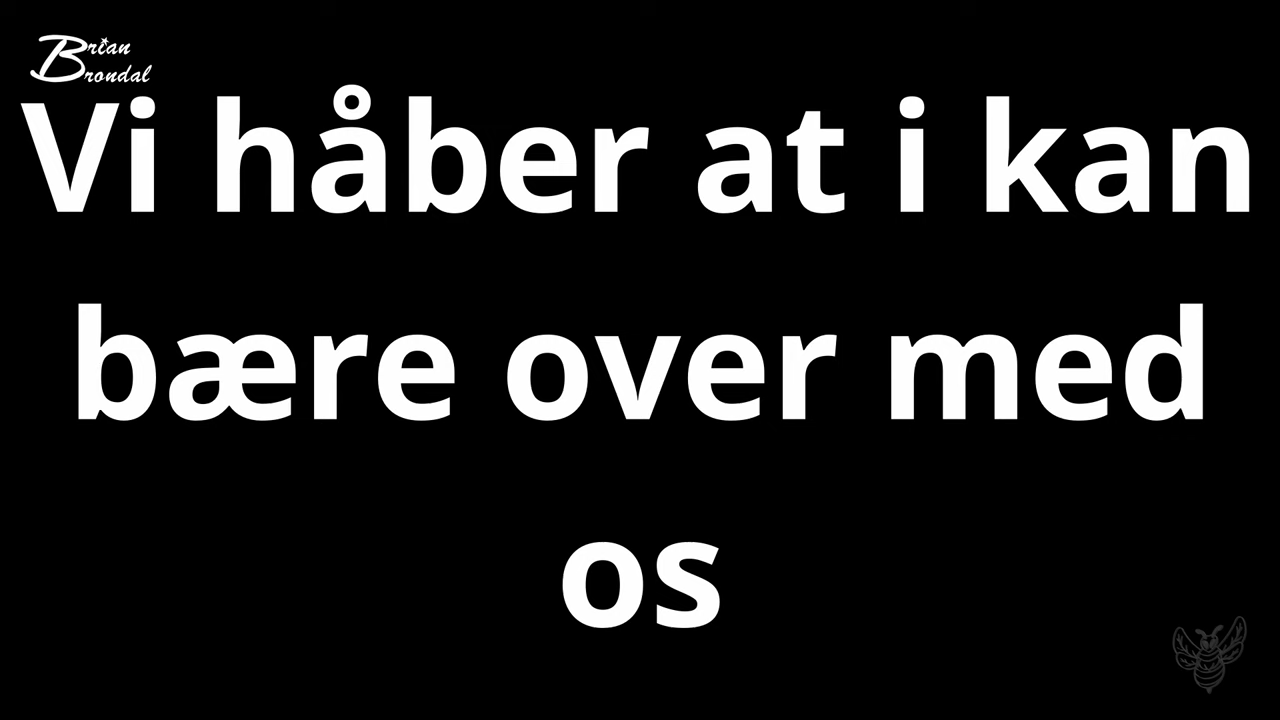 Brian
Brondal
Vi håber at i kan
bære over med
os